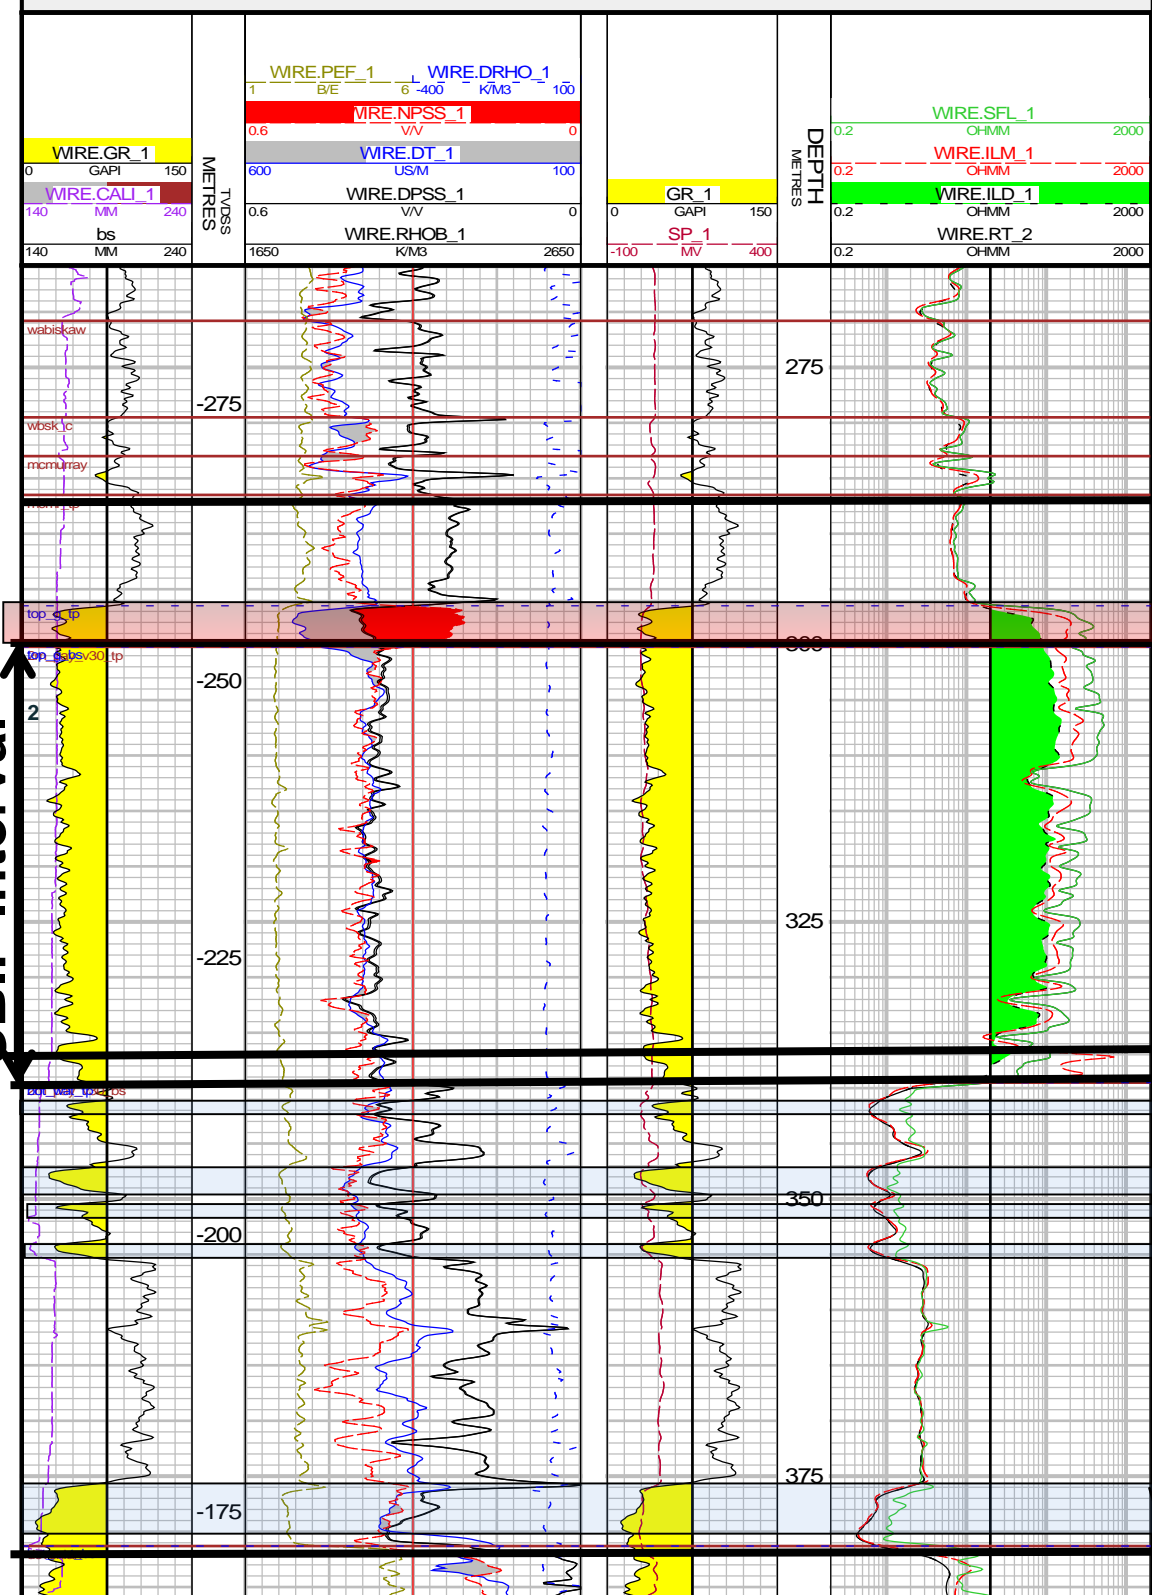 WIRE.PEF_1 WIRE.DRHO_1
1 B/E 6 -400 K/M3 100
WIRE.NPSS_1
0.6 V/V 0
WIRE.GR_1
0 GAPI 150
WIRE.DT_1
600 US/M 100
WIRE.CALI_1
140 MM 240
WIRE.DPSS_1
0.6 V/V 0
bs
140 MM 240
WIRE.RHOB_1
1650 K/M3 2650
METRES
TVDSS
GR_1
0 GAPI 150
SP_1
-100 MV 400
DEPTH
METRES
WIRE.SFL_1
0.2 OHMM 2000
WIRE.ILM_1
0.2 OHMM 2000
WIRE.ILD_1
0.2 OHMM 2000
WIRE.RT_2
0.2 OHMM 2000
wabiskaw
275
-275
wbsk_c
mcmurray
top_g_tp
300
-250
2
325
-225
350
-200
375
-175